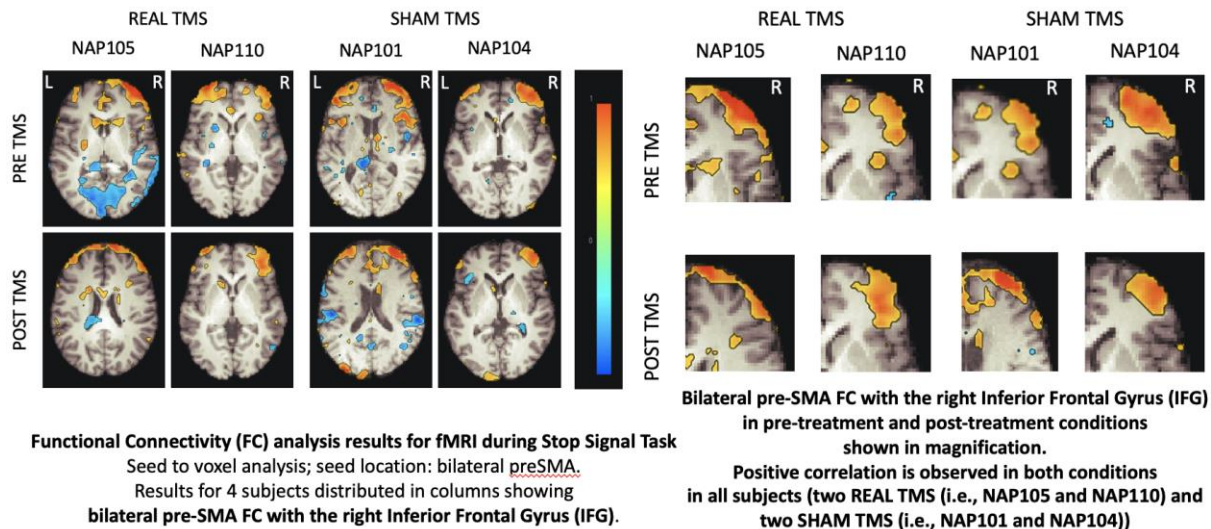 REAL TMS
SHAM TMS
NAP105
NAP110
NAP101
NAP104
L
R
L
R
PRE TMS
POST TMS
1
0
Functional Connectivity (FC) analysis results for fMRI during Stop Signal Task
Seed to voxel analysis; seed location: bilateral preSMA.
Results for 4 subjects distributed in columns showing
bilateral pre-SMA FC with the right Inferior Frontal Gyrus (IFG).
REAL TMS
SHAM TMS
NAP105
NAP110
NAP101
NAP104
R
R
R
R
PRE TMS
POST TMS
Bilateral pre-SMA FC with the right Inferior Frontal Gyrus (IFG)
in pre-treatment and post-treatment conditions
shown in magnification.
Positive correlation is observed in both conditions
in all subjects (two REAL TMS (i.e., NAP105 and NAP110) and
two SHAM TMS (i.e., NAP101 and NAP104))